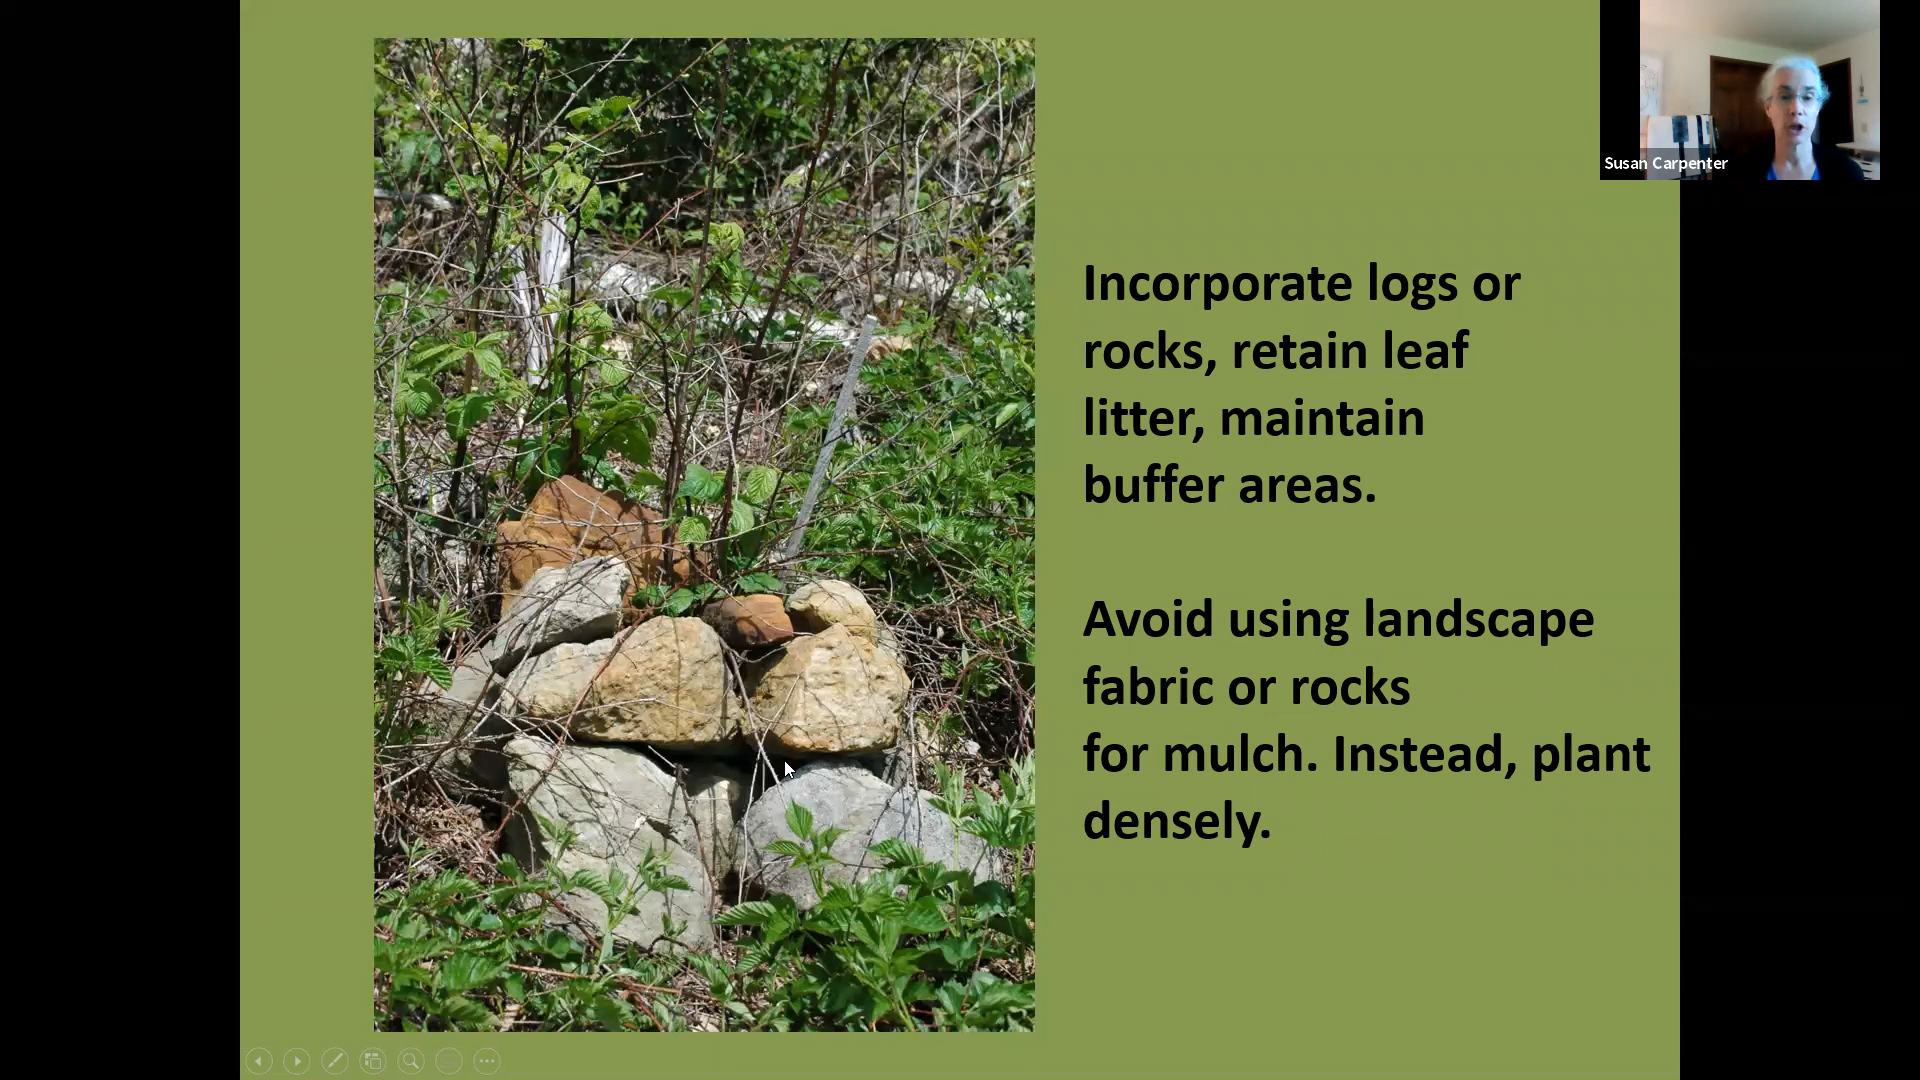 Susan Carpenter
Incorporate logs or
rocks, retain leaf
litter, maintain
buffer areas.
Avoid using landscape
fabric or rocks
for mulch. Instead, plant
densely.